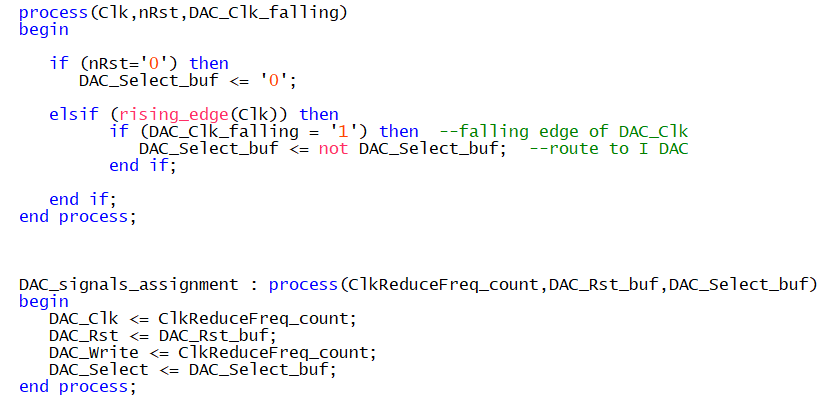 process(Clk,nRst,DAC_Clk_falling)
begin
if (nRst='0') then
DAC_Select_buf <= '0';
elsif (rising_edge(Clk)) then
if (DAC_Clk_falling = '1') then --falling edge of DAC_Clk
DAC_Select_buf <= not DAC_Select_buf; --route to I DAC
end if;
end if;
end process;
DAC_signals_assignment : process(ClkReduceFreq_count,DAC_Rst_buf,DAC_Select_buf)
begin
DAC_Clk <= ClkReduceFreq_count;
DAC_Rst <= DAC_Rst_buf;
DAC_Write <= ClkReduceFreq_count;
DAC_Select <= DAC_Select_buf;
end process;